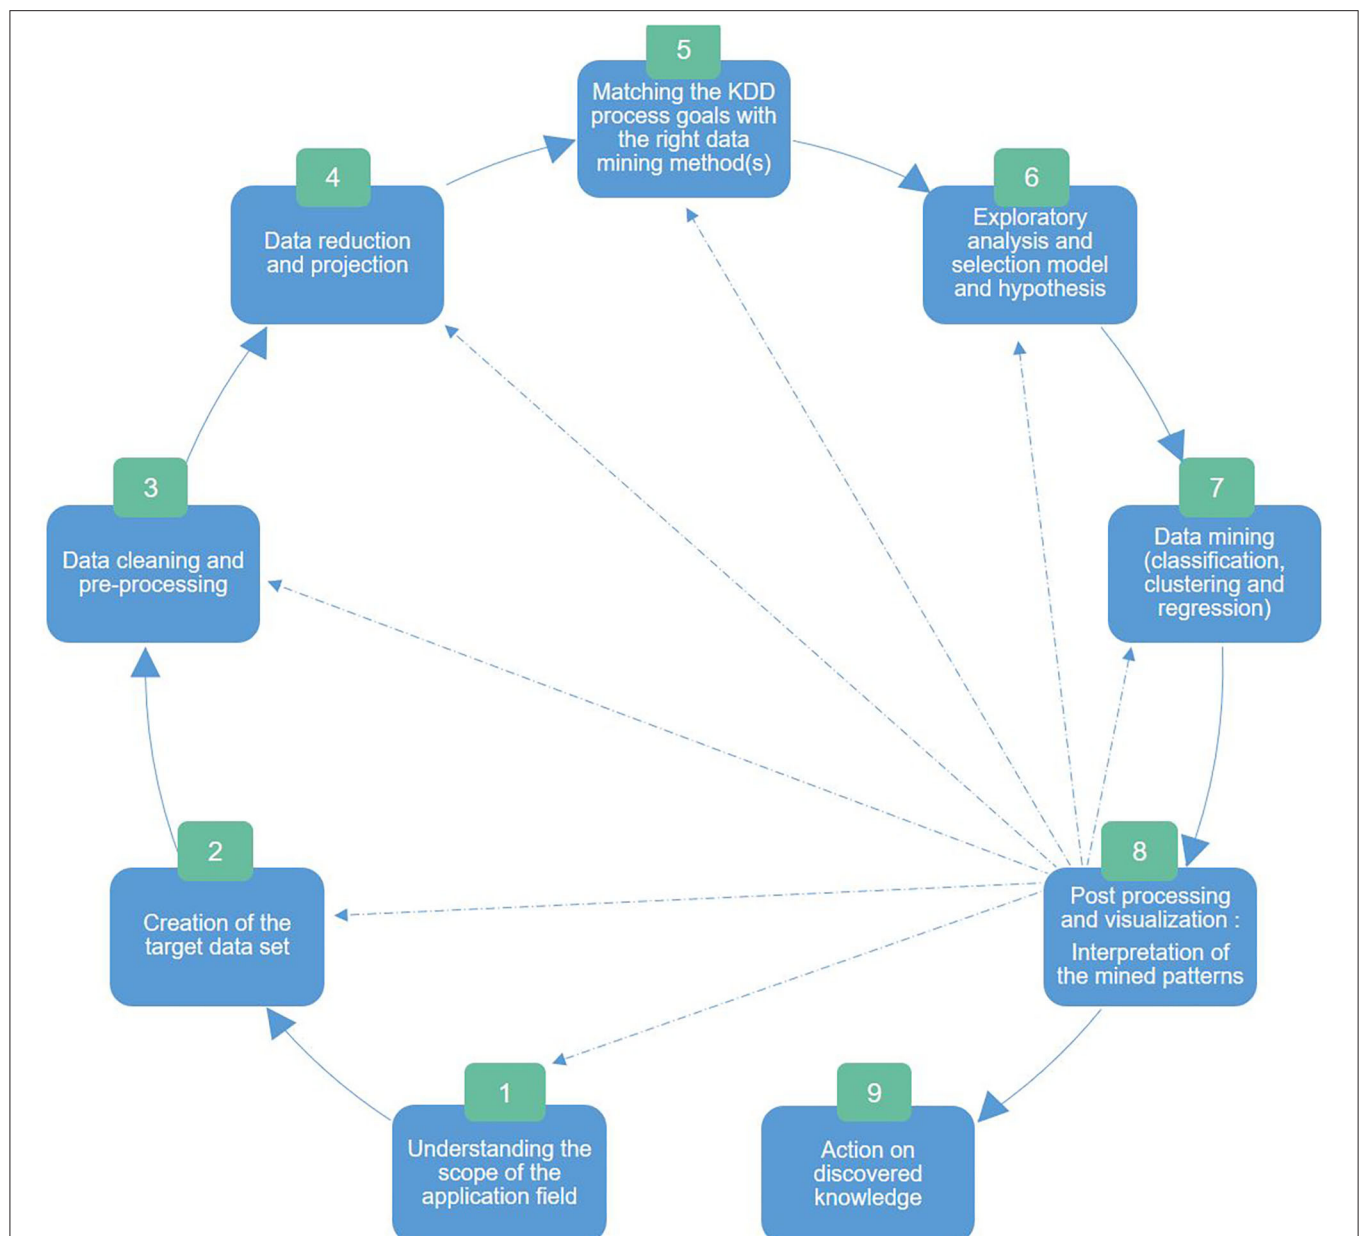 1
Understanding the
scope of the
application field
2
Creation of the
target data set
3
Data cleaning and
pre-processing
4
Data reduction
and projection
5
Matching the KDD
process goals with
the right data
mining method(s)
6
Exploratory
analysis and
selection model
and hypothesis
7
Data mining
(classification,
clustering and
regression)
8
Post processing
and visualization :
Interpretation of
the mined patterns
9
Action on
discovered
knowledge